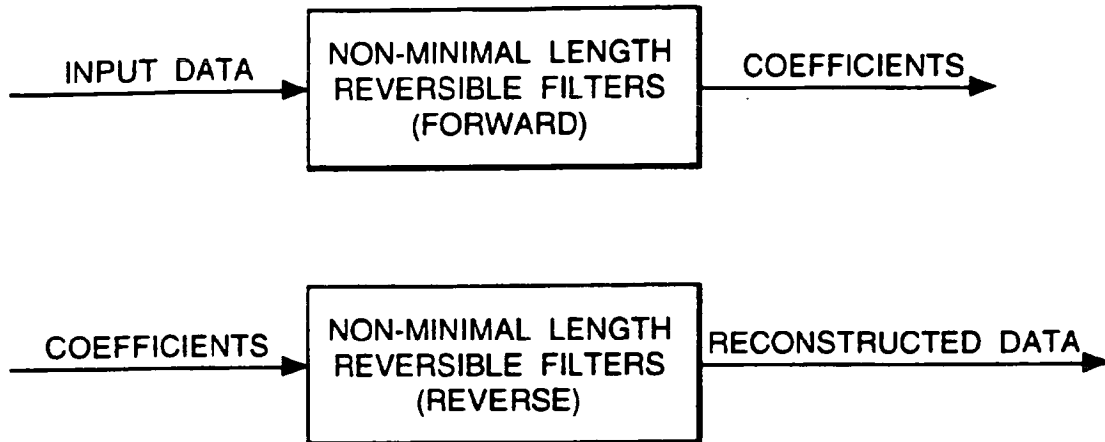 INPUT DATA
NON-MINIMAL LENGTH
REVERSIBLE FILTERS
(FORWARD)
COEFFICIENTS
COEFFICIENTS
NON-MINIMAL LENGTH
REVERSIBLE FILTERS
(REVERSE)
RECONSTRUCTED DATA